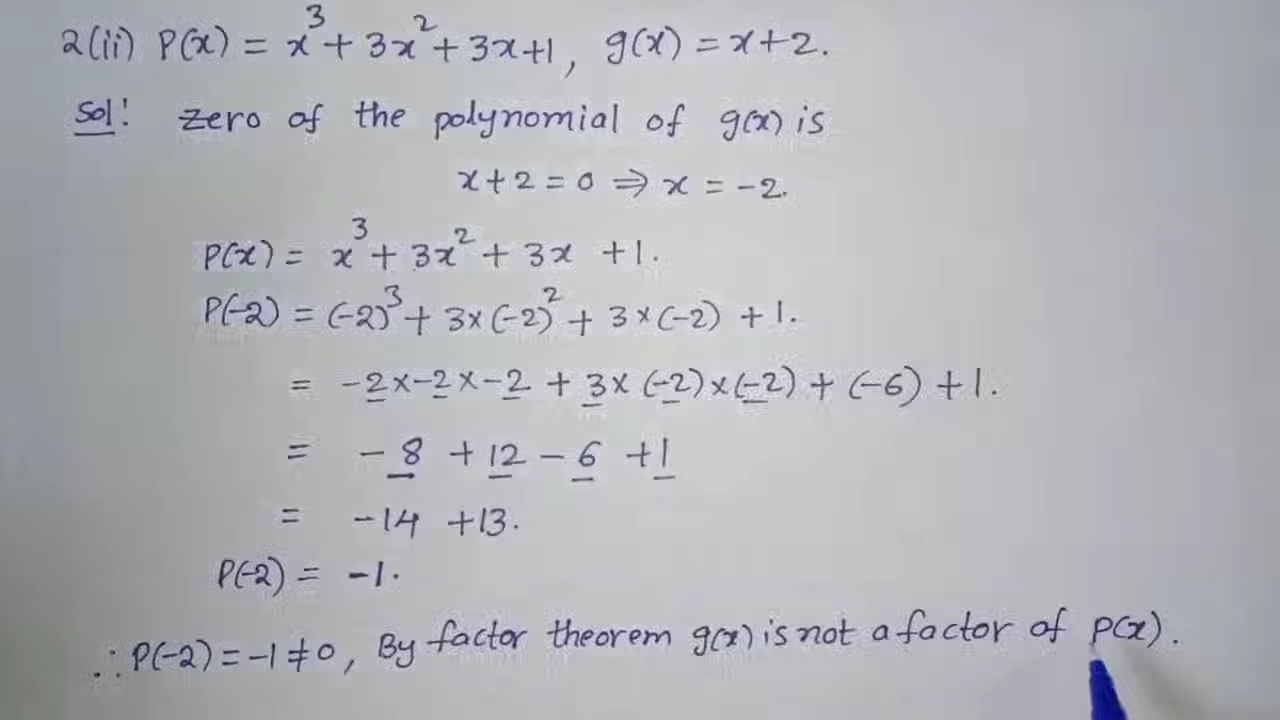 2(ii) P(x) = x³ + 3x² + 3x+1, g(x) = x+2.
Sol! zero of the polynomial of g(x) is
x+2 = 0 ⇒ x = -2.
P(x) = x³ + 3x² + 3x +1.
P(-2) = (-2)³ + 3×(-2)² + 3×(-2) + 1.
= -2×-2×-2 + 3×(-2)×(-2) + (-6) +1.
= -8 +12 -6 +1
= -14 +13.
P(-2) = -1.
∴ P(-2) = -1 ≠ 0, By factor theorem g(x) is not a factor of P(x).